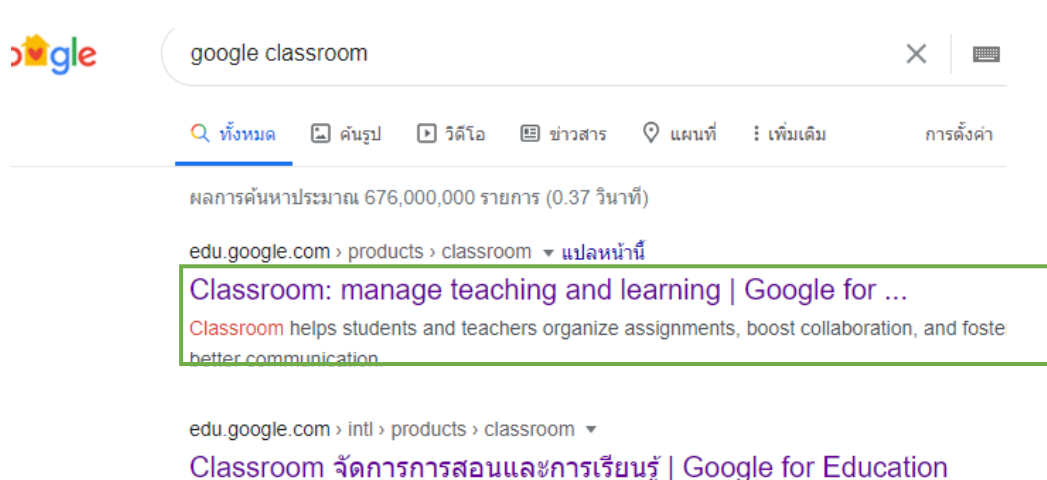 gle
google classroom
ทั้งหมด ค้นรูป วิดีโอ ข่าวสาร แผนที่ เพิ่มเติม การตั้งค่า
ผลการค้นหาประมาณ 676,000,000 รายการ (0.37 วินาที)
edu.google.com › products › classroom แปลหน้านี้
Classroom: manage teaching and learning | Google for ...
Classroom helps students and teachers organize assignments, boost collaboration, and foste
better communication.
edu.google.com › intl › products › classroom
Classroom จัดการการสอนและการเรียนรู้ | Google for Education